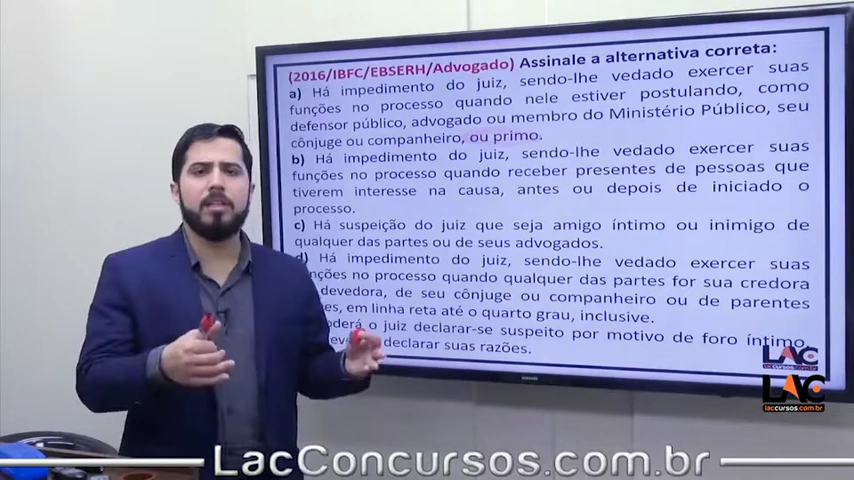 (2016/IBFC/EBSERH/Advogado) Assinale a alternativa correta:
a) Há impedimento do juiz, sendo-lhe vedado exercer suas
funções no processo quando nele estiver postulando, como
defensor público, advogado ou membro do Ministério Público, seu
cônjuge ou companheiro, ou primo.
b) Há impedimento do juiz, sendo-lhe vedado exercer suas
funções no processo quando receber presentes de pessoas que
tiverem interesse na causa, antes ou depois de iniciado o
processo.
c) Há suspeição do juiz que seja amigo íntimo ou inimigo de
qualquer das partes ou de seus advogados.
d) Há impedimento do juiz, sendo-lhe vedado exercer suas
nções no processo quando qualquer das partes for sua credora
devedora, de seu cônjuge ou companheiro ou de parentes
es, em linha reta até o quarto grau, inclusive.
oderá o juiz declarar-se suspeito por motivo de foro íntimo,
declarar suas razões.
LAC
laccursos.com.br
LAC
laccursos.com.br
LacConcursos.com.br